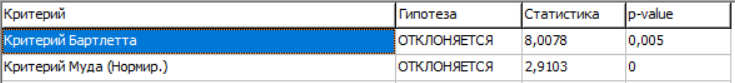 Критерий Гипотеза Статистика p-value
Критерий Бартлетта ОТКЛОНЯЕТСЯ 8,0078 0,005
Критерий Муда (Нормир.) ОТКЛОНЯЕТСЯ 2,9103 0